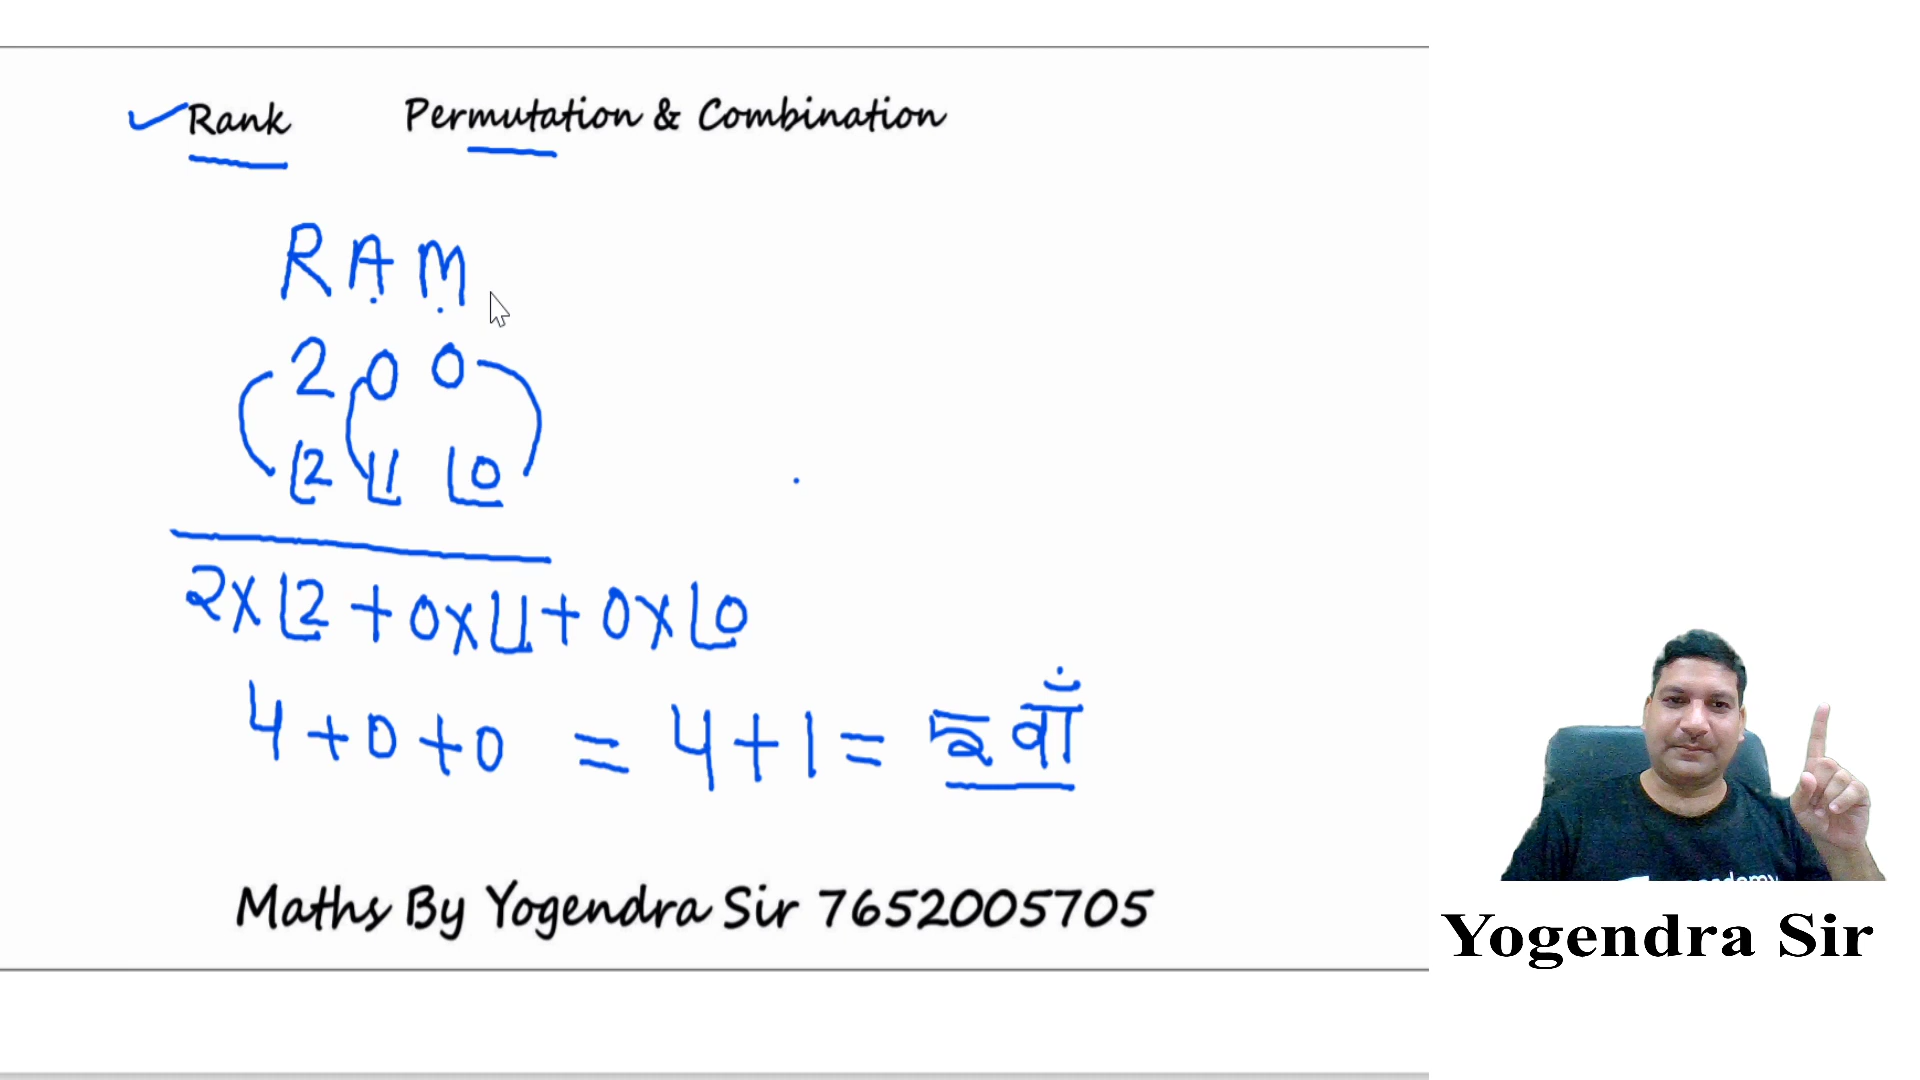 Rank Permutation & Combination
R A M
2 0 0
⌊2 ⌊1 ⌊0
2×⌊2 + 0×⌊1 + 0×⌊0
4+0+0 = 4+1 = वाँ
Maths By Yogendra Sir 7652005705
Yogendra Sir